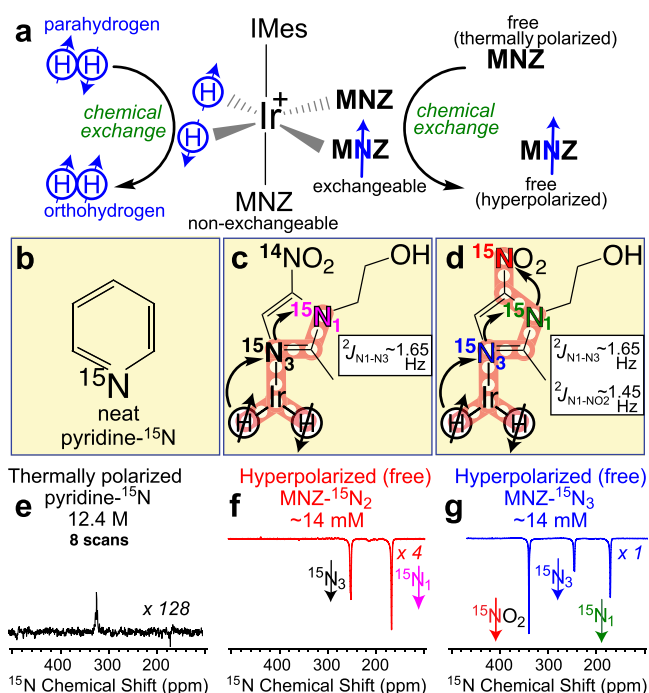 a
parahydrogen
H H
chemical
exchange
H H
orthohydrogen
IMes
H
H
Ir+
MNZ
MNZ
exchangeable
MNZ
non-exchangeable
free
(thermally polarized)
MNZ
chemical
exchange
MNZ
free
(hyperpolarized)
b
15N
neat
pyridine-15N
c
14NO2
OH
15N1
15N3
2JN1-N3~1.65
Hz
Ir
H H
d
15NO2
OH
15N1
15N3
2JN1-N3~1.65
Hz
2JN1-NO2~1.45
Hz
Ir
H H
e
Thermally polarized
pyridine-15N
12.4 M
8 scans
x 128
400 300 200
15N Chemical Shift (ppm)
f
Hyperpolarized (free)
MNZ-15N2
~14 mM
x 4
15N3
15N1
400 300 200
15N Chemical Shift (ppm)
g
Hyperpolarized (free)
MNZ-15N3
~14 mM
x 1
15N3
15NO2
15N1
400 300 200
15N Chemical Shift (ppm)